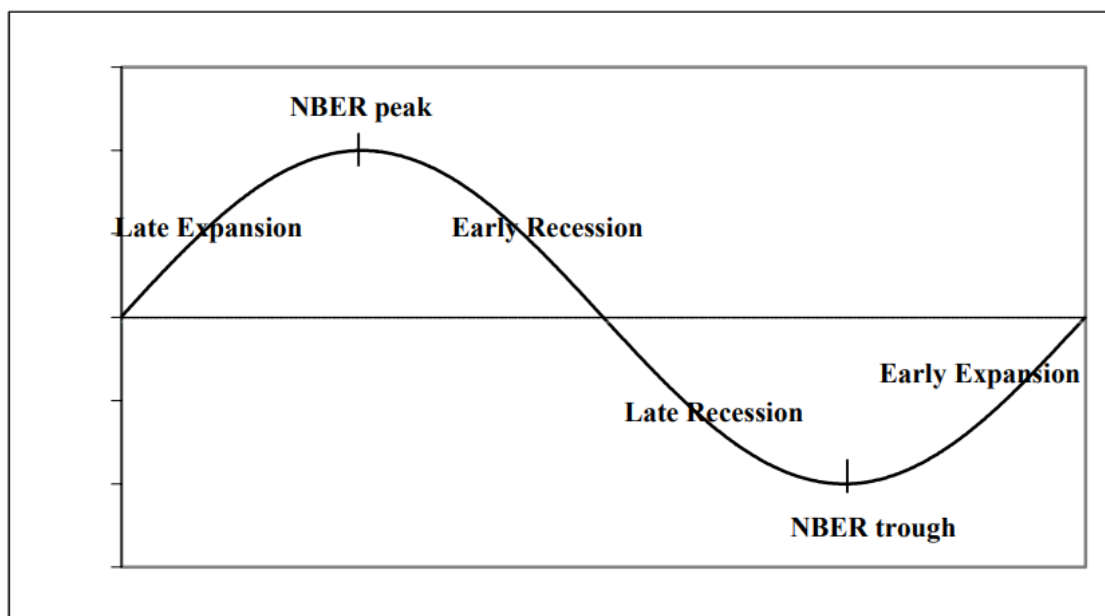 NBER peak
Late Expansion
Early Recession
Early Expansion
Late Recession
NBER trough